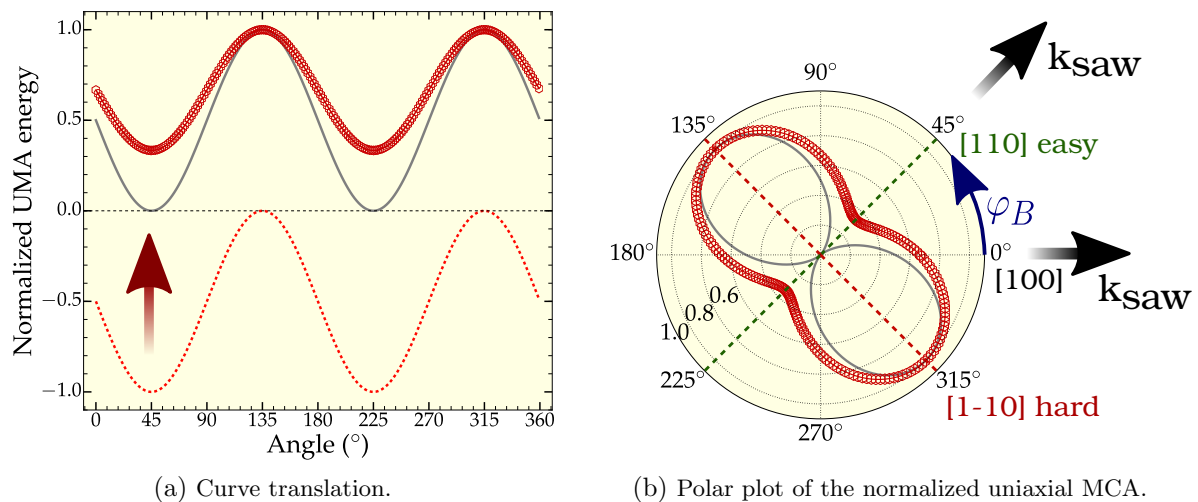 Normalized UMA energy
1.0
0.5
0.0
−0.5
−1.0
0 45 90 135 180 225 270 315 360
Angle (°)
(a) Curve translation.
k_saw
90°
135°
45°
[110] easy
φ_B
180°
0°
[100]
k_saw
0.6
0.8
1.0
225°
315°
[1-10] hard
270°
(b) Polar plot of the normalized uniaxial MCA.